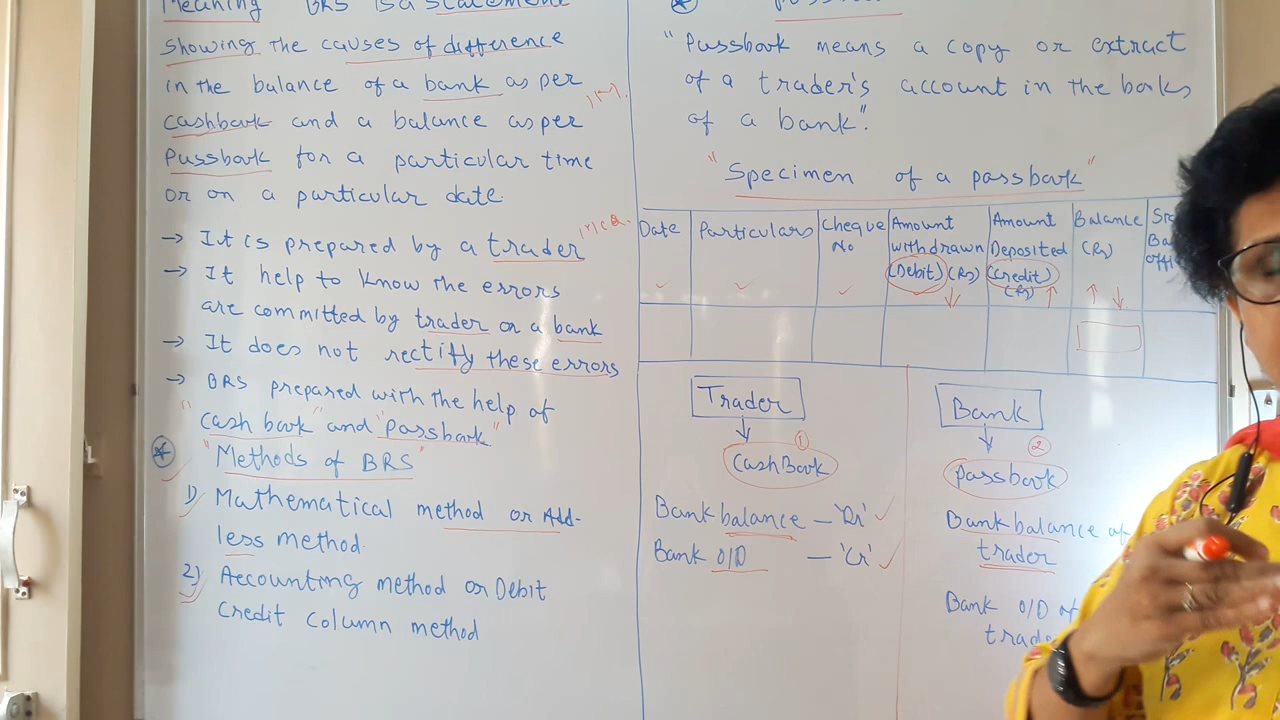 Meaning BRS is a statement
showing the causes of difference
in the balance of a bank as per
cashbook and a balance as per
Passbook for a particular time
or on a particular date.
→ It is prepared by a trader
→ It help to know the errors
are committed by trader or a bank
→ It does not rectify these errors
→ BRS prepared with the help of
"cash book" and "Passbook"
"Methods of BRS"
1) Mathematical method or Add-
less method.
2) Accounting method or Debit
Credit column method
"Passbook means a copy or extract
of a trader's account in the books
of a bank".
"Specimen of a passbook"
Date
Particulars
Cheque
No
Amount
withdrawn
(Debit) (Rs)
Amount
Deposited
(Credit)
(Rs)
Balance
(Rs)
Trader
①
CashBook
Bank balance — 'Dr'
Bank O/D — 'Cr'
Bank
②
Passbook
Bank balance of
trader
Bank O/D of